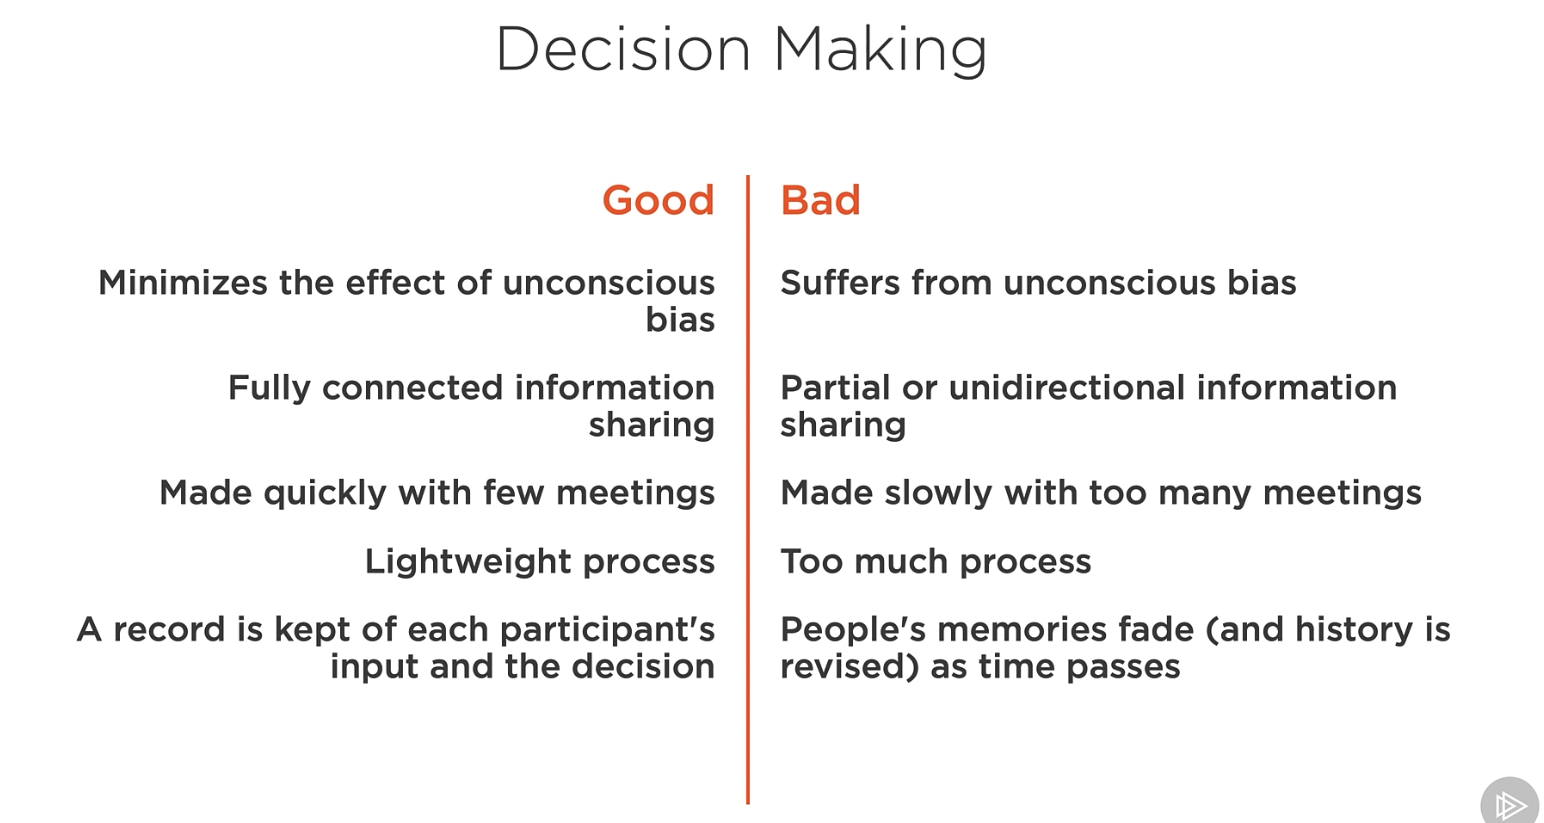 Decision Making
Good
Bad
Minimizes the effect of unconscious
bias
Suffers from unconscious bias
Fully connected information
sharing
Partial or unidirectional information
sharing
Made quickly with few meetings
Made slowly with too many meetings
Lightweight process
Too much process
A record is kept of each participant's
input and the decision
People's memories fade (and history is
revised) as time passes